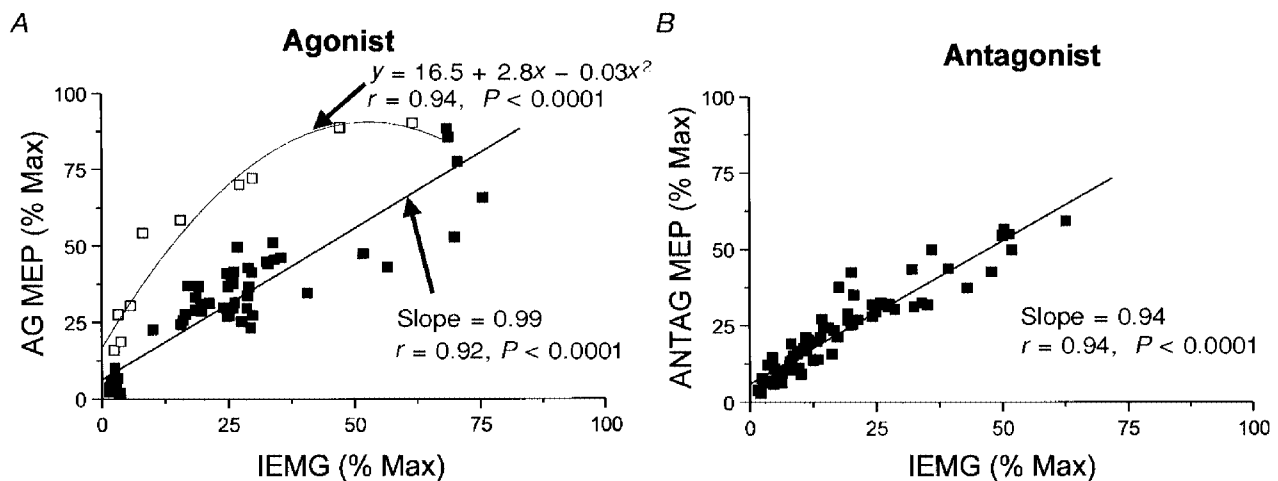 A
Agonist
y = 16.5 + 2.8x − 0.03x²
r = 0.94, P < 0.0001
100
75
50
25
0
AG MEP (% Max)
Slope = 0.99
r = 0.92, P < 0.0001
0 25 50 75 100
IEMG (% Max)
B
Antagonist
100
75
50
25
0
ANTAG MEP (% Max)
Slope = 0.94
r = 0.94, P < 0.0001
0 25 50 75 100
IEMG (% Max)